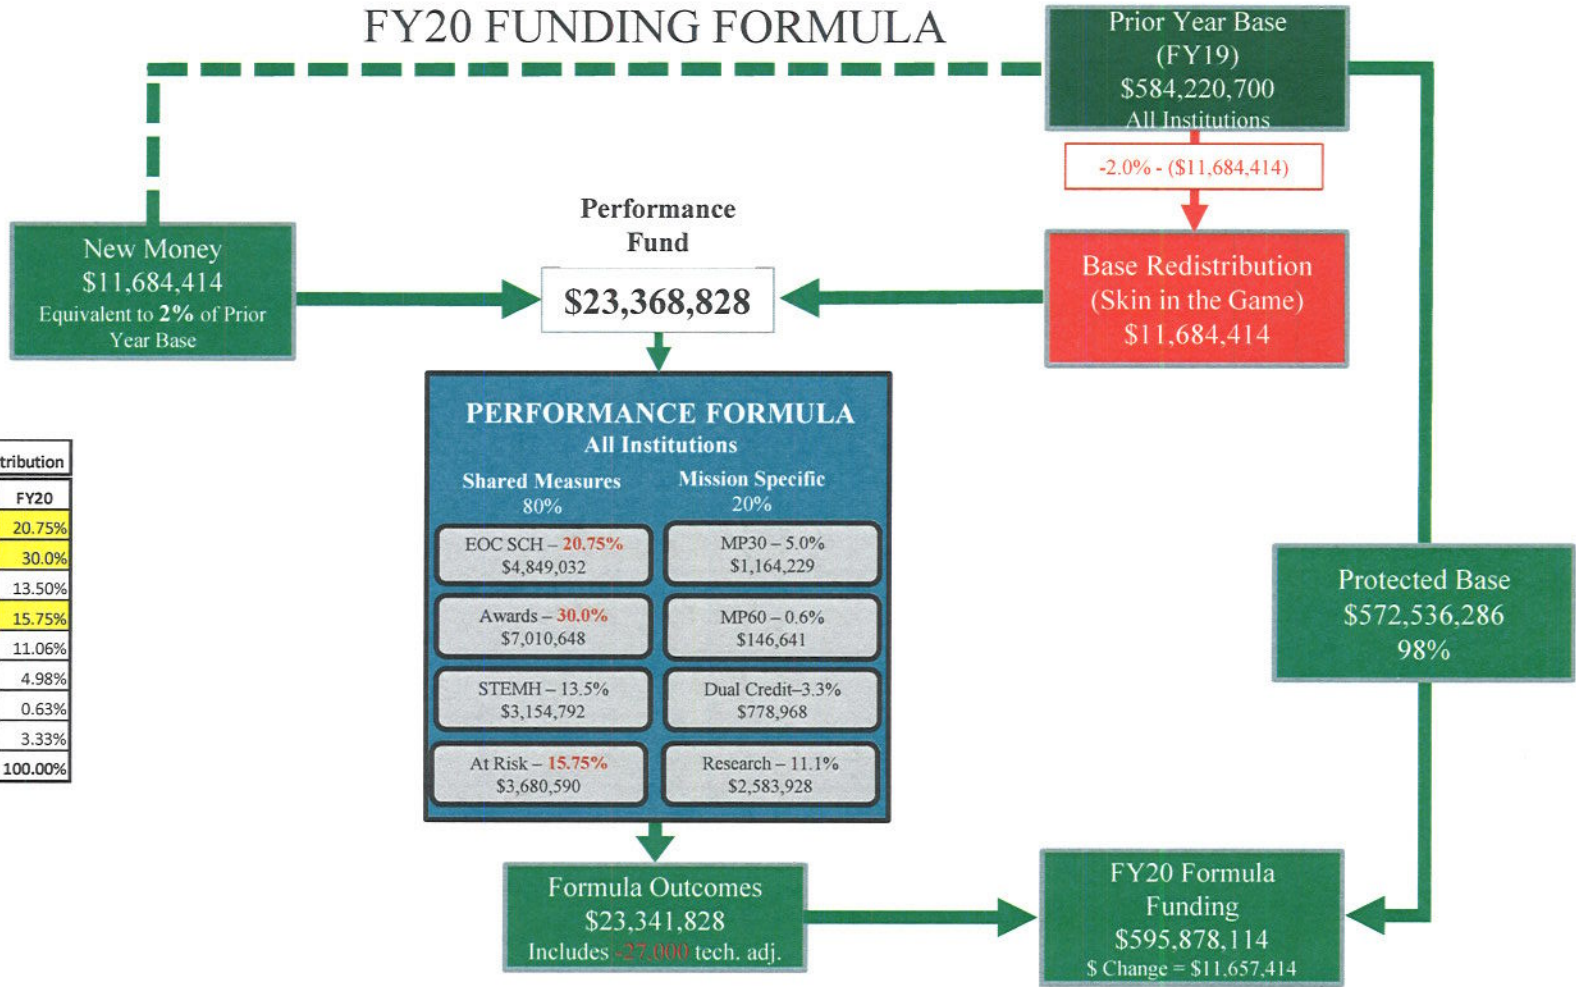 FY20 FUNDING FORMULA
Prior Year Base
(FY19)
$584,220,700
All Institutions
-2.0% - ($11,684,414)
New Money
$11,684,414
Equivalent to 2% of Prior
Year Base
Performance
Fund
$23,368,828
Base Redistribution
(Skin in the Game)
$11,684,414
PERFORMANCE FORMULA
All Institutions
Shared Measures
80%
Mission Specific
20%
EOC SCH – 20.75%
$4,849,032
MP30 – 5.0%
$1,164,229
Awards – 30.0%
$7,010,648
MP60 – 0.6%
$146,641
STEMH – 13.5%
$3,154,792
Dual Credit–3.3%
$778,968
At Risk – 15.75%
$3,680,590
Research – 11.1%
$2,583,928
tribution
FY20
20.75%
30.0%
13.50%
15.75%
11.06%
4.98%
0.63%
3.33%
100.00%
Protected Base
$572,536,286
98%
Formula Outcomes
$23,341,828
Includes -27,000 tech. adj.
FY20 Formula
Funding
$595,878,114
$ Change = $11,657,414